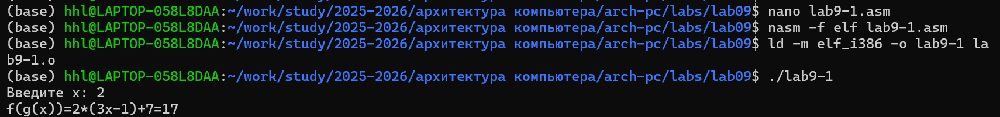 (base) hhl@LAPTOP-058L8DAA:~/work/study/2025-2026/архитектура компьютера/arch-pc/labs/lab09$ nano lab9-1.asm
(base) hhl@LAPTOP-058L8DAA:~/work/study/2025-2026/архитектура компьютера/arch-pc/labs/lab09$ nasm -f elf lab9-1.asm
(base) hhl@LAPTOP-058L8DAA:~/work/study/2025-2026/архитектура компьютера/arch-pc/labs/lab09$ ld -m elf_i386 -o lab9-1 la
b9-1.o
(base) hhl@LAPTOP-058L8DAA:~/work/study/2025-2026/архитектура компьютера/arch-pc/labs/lab09$ ./lab9-1
Введите x: 2
f(g(x))=2*(3x-1)+7=17